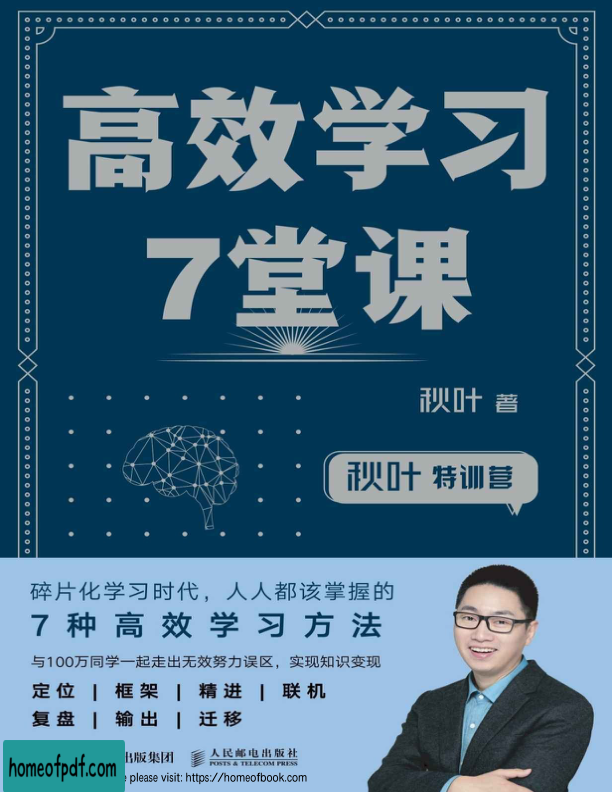 高效学习
7堂课
秋叶 著
秋叶 特训营
碎片化学习时代，人人都该掌握的
7种高效学习方法
与100万同学一起走出无效努力误区，实现知识变现
定位 | 框架 | 精进 | 联机
复盘 | 输出 | 迁移
出版集团 人民邮电出版社
POSTS & TELECOM PRESS
homeofpdf.com
please visit: https://homeofbook.com